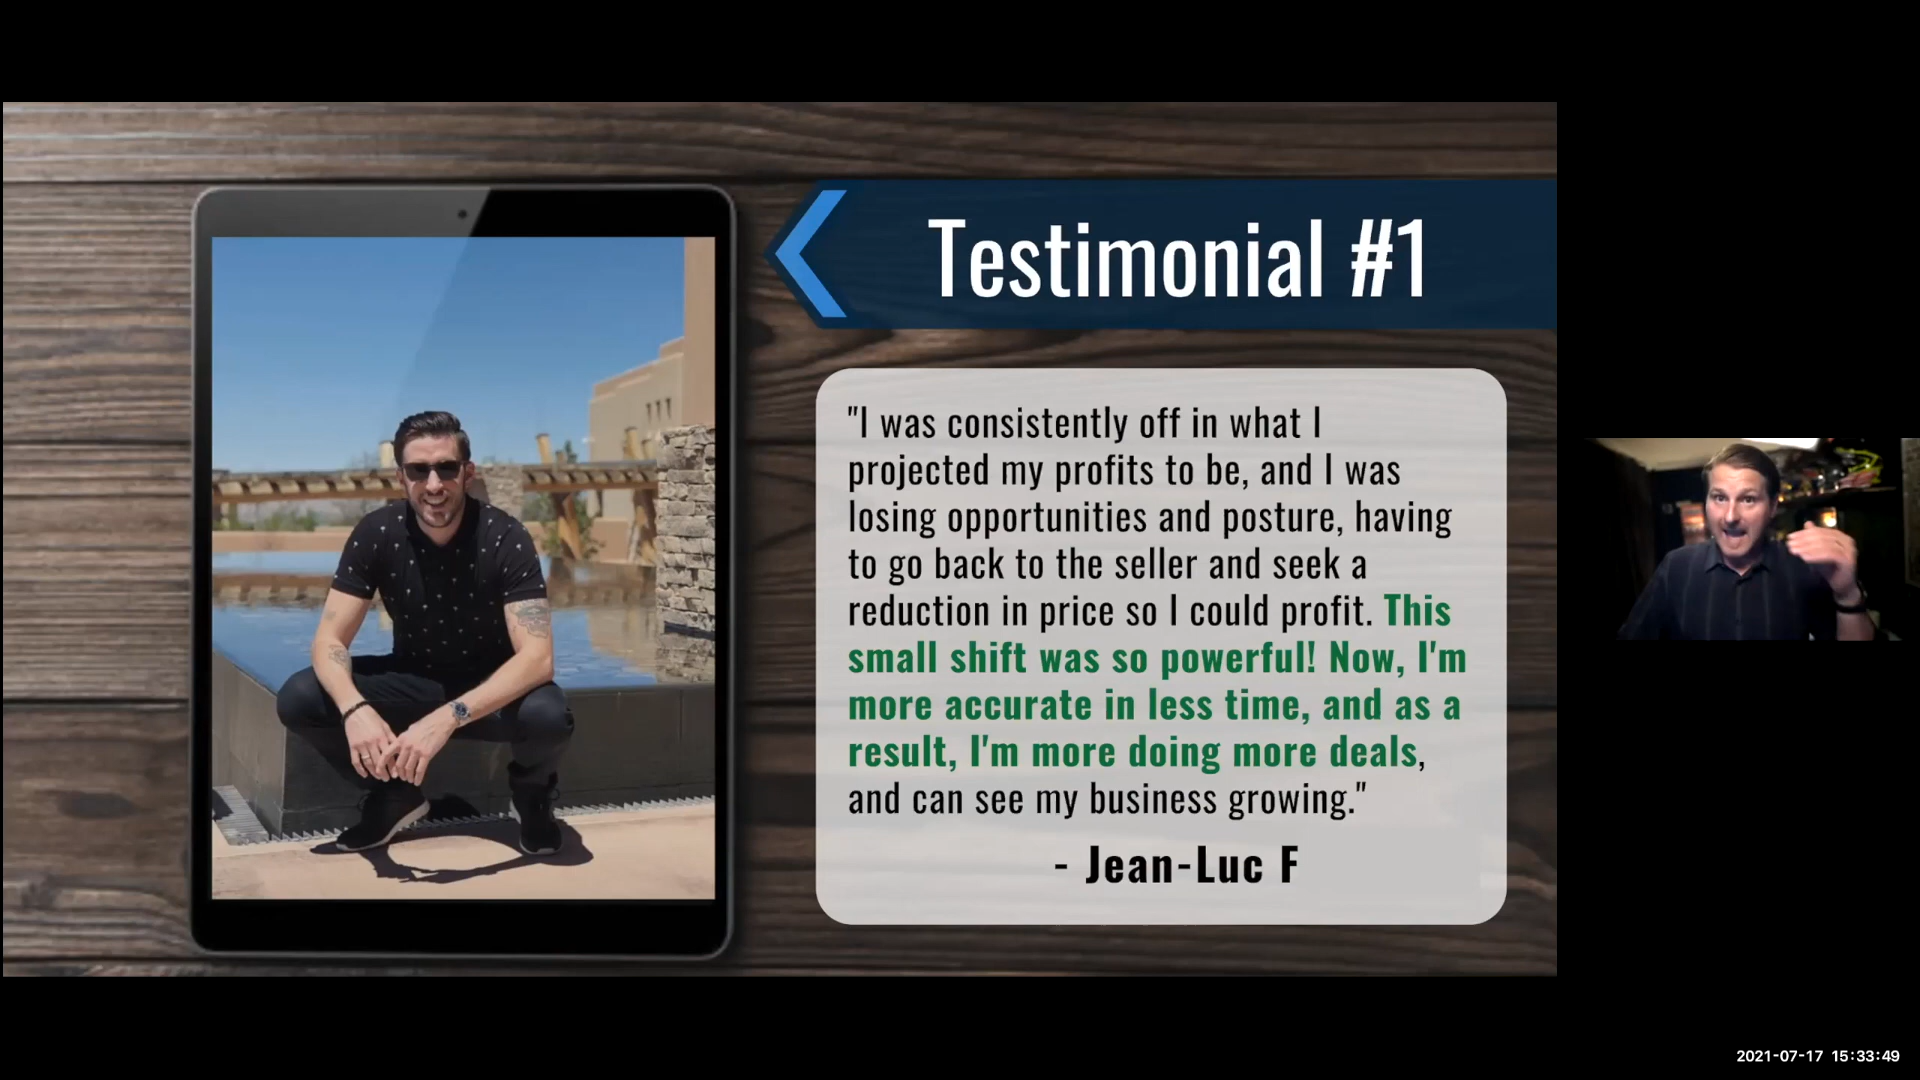 Testimonial #1
"I was consistently off in what I
projected my profits to be, and I was
losing opportunities and posture, having
to go back to the seller and seek a
reduction in price so I could profit. This
small shift was so powerful! Now, I'm
more accurate in less time, and as a
result, I'm more doing more deals,
and can see my business growing."
- Jean-Luc F
2021-07-17 15:33:49